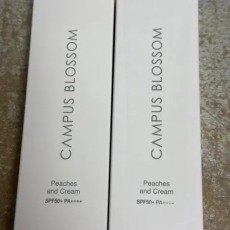 CAMPUS BLOSSOM
Peaches
and Cream
SPF50+ PA++++
CAMPUS BLOSSOM
Peaches
and Cream
SPF50+ PA++++